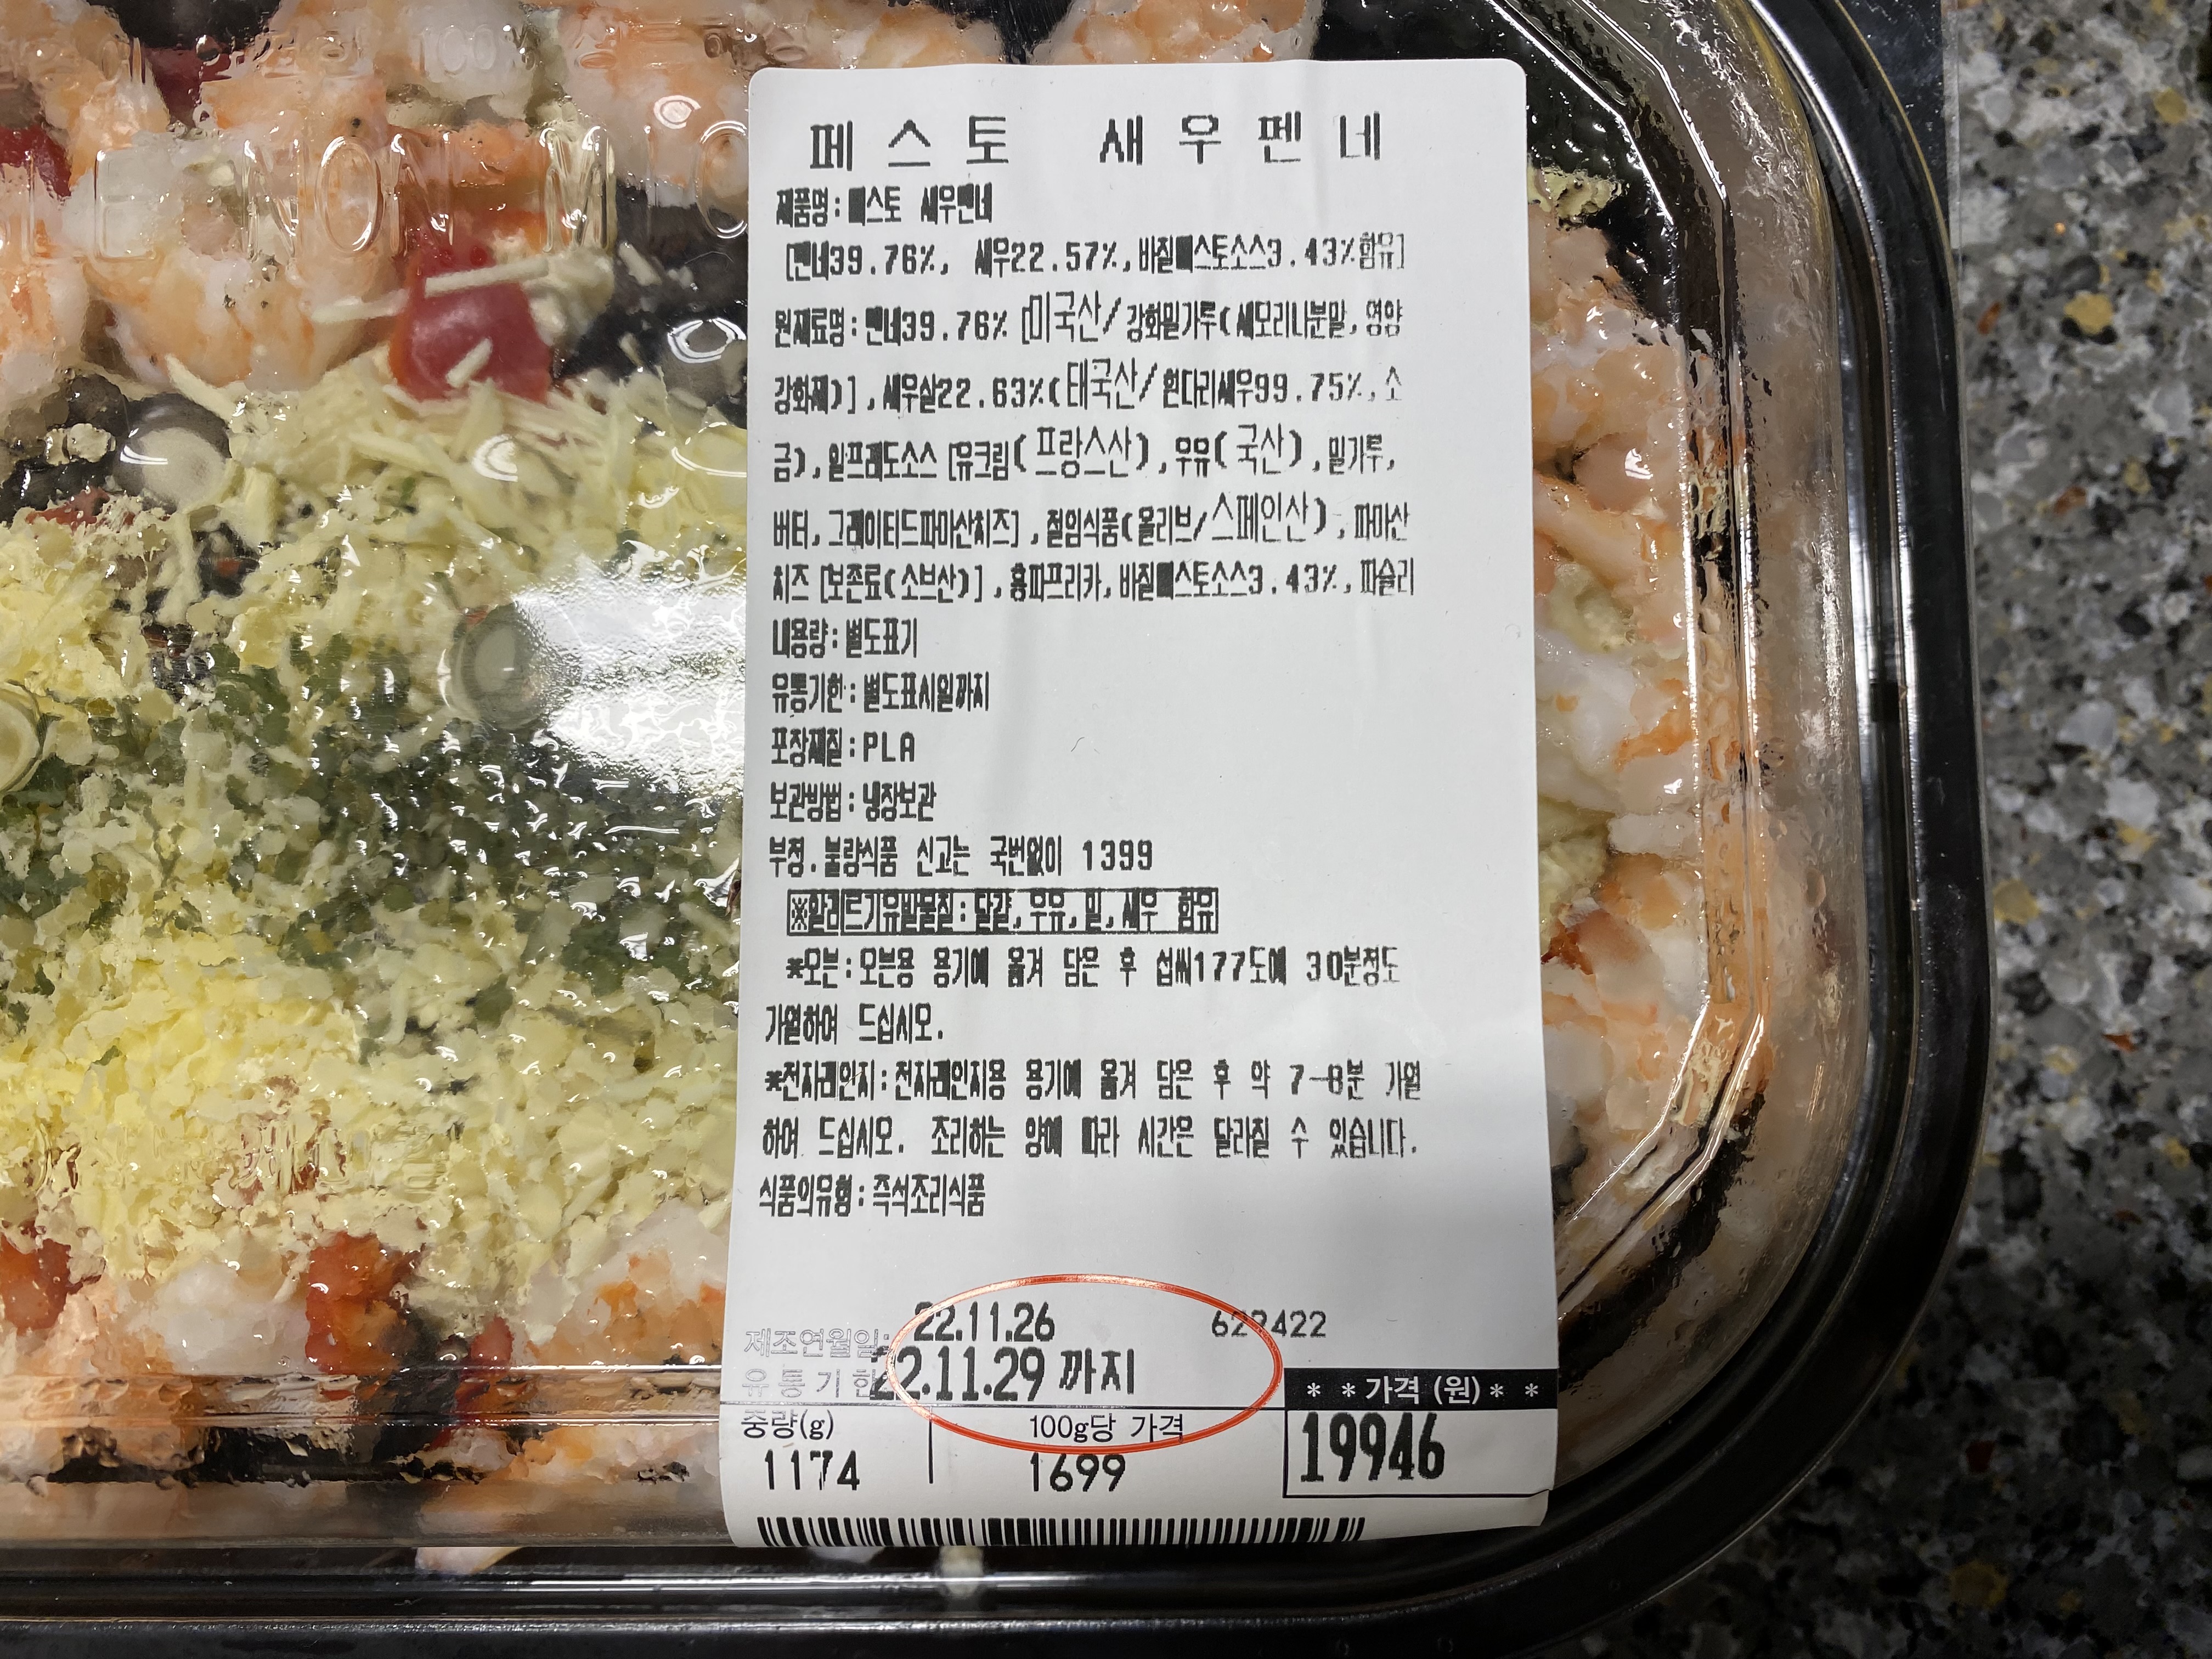 페스토 새우펜네
제품명:페스토 새우펜네
[펜네39.76%, 새우22.57%,바질페스토소스3.43%함유]
원재료명:펜네39.76% [미국산/강화밀가루(세모리나분말,영양
강화제)],새우살22.63%(태국산/흰다리새우99.75%,소
금),알프레도소스[유크림(프랑스산),우유(국산),밀가루,
버터,그레이티드파마산치즈],절임식품(올리브/스페인산),파마산
치즈[보존료(소브산)],홍파프리카,바질페스토소스3.43%,파슬리
내용량:별도표기
유통기한:별도표시일까지
포장재질:PLA
보관방법:냉장보관
부정.불량식품 신고는 국번없이 1399
※알레르기유발물질:달걀,우유,밀,새우 함유
*오븐:오븐용 용기에 옮겨 담은 후 섭씨177도에 30분정도
가열하여 드십시오.
*전자레인지:전자레인지용 용기에 옮겨 담은 후 약 7-8분 가열
하여 드십시오. 조리하는 양에 따라 시간은 달라질 수 있습니다.
식품의유형:즉석조리식품
제조연월일: 22.11.26 622422
유통기한 22.11.29 까지
**가격(원)**
중량(g) 100g당 가격
1174 1699 19946